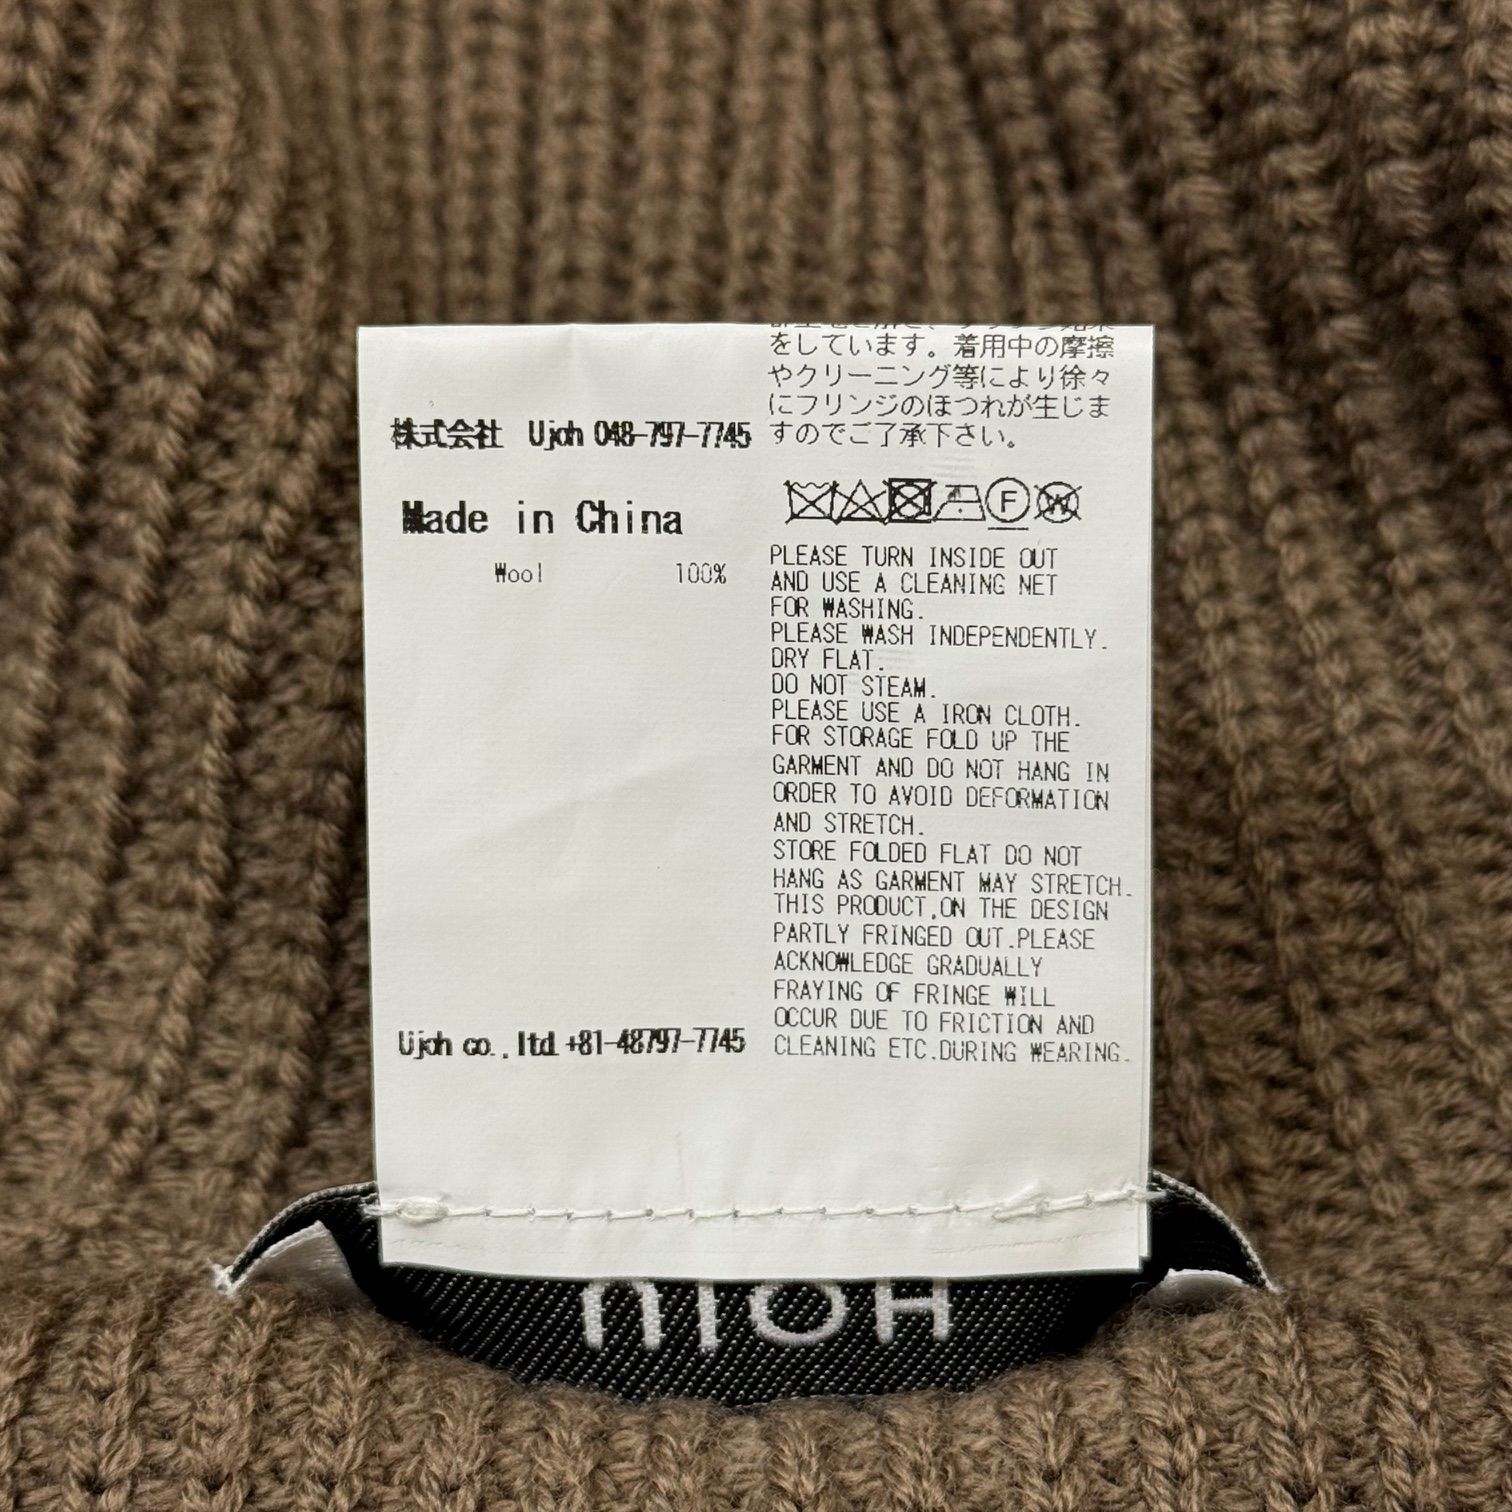 株式会社 Ujoh 048-797-7745
Made in China
Wool 100%
Ujoh co., ltd. +81-48797-7745
をしています。着用中の摩擦
やクリーニング等により徐々
にフリンジのほつれが生じま
すのでご了承下さい。
F W
PLEASE TURN INSIDE OUT
AND USE A CLEANING NET
FOR WASHING.
PLEASE WASH INDEPENDENTLY.
DRY FLAT.
DO NOT STEAM.
PLEASE USE A IRON CLOTH.
FOR STORAGE FOLD UP THE
GARMENT AND DO NOT HANG IN
ORDER TO AVOID DEFORMATION
AND STRETCH.
STORE FOLDED FLAT DO NOT
HANG AS GARMENT MAY STRETCH.
THIS PRODUCT,ON THE DESIGN
PARTLY FRINGED OUT.PLEASE
ACKNOWLEDGE GRADUALLY
FRAYING OF FRINGE WILL
OCCUR DUE TO FRICTION AND
CLEANING ETC.DURING WEARING.